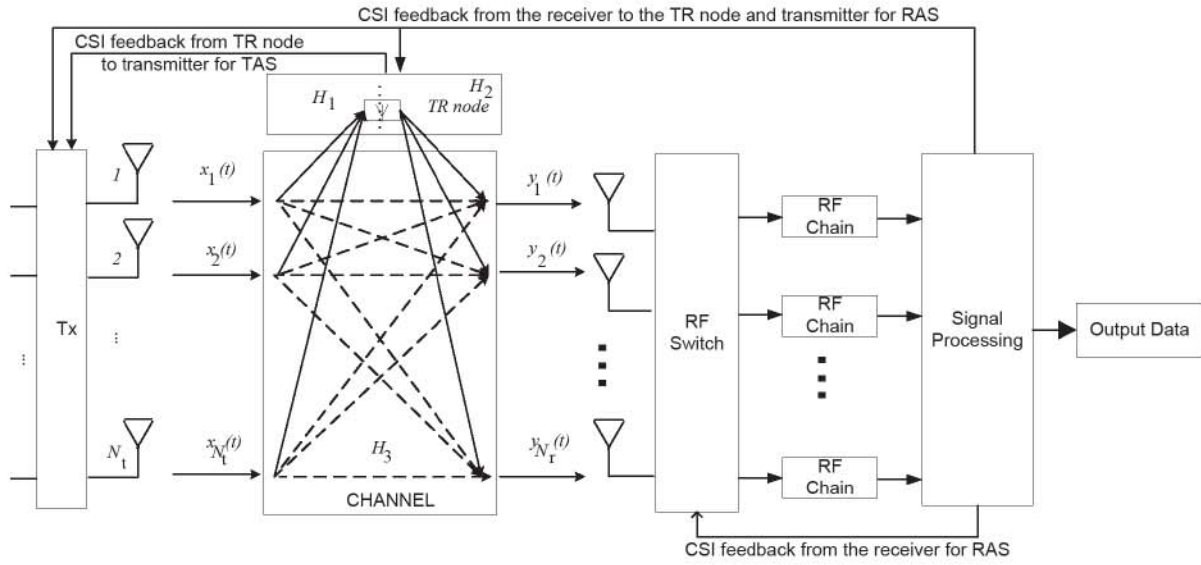 CSI feedback from the receiver to the TR node and transmitter for RAS
CSI feedback from TR node
to transmitter for TAS
H1
H2
TR node
1
x1(t)
y1(t)
RF
Chain
2
x2(t)
y2(t)
Tx
...
...
RF
Switch
RF
Chain
Signal
Processing
Output Data
Nt
xNt(t)
H3
yNr(t)
RF
Chain
CHANNEL
CSI feedback from the receiver for RAS